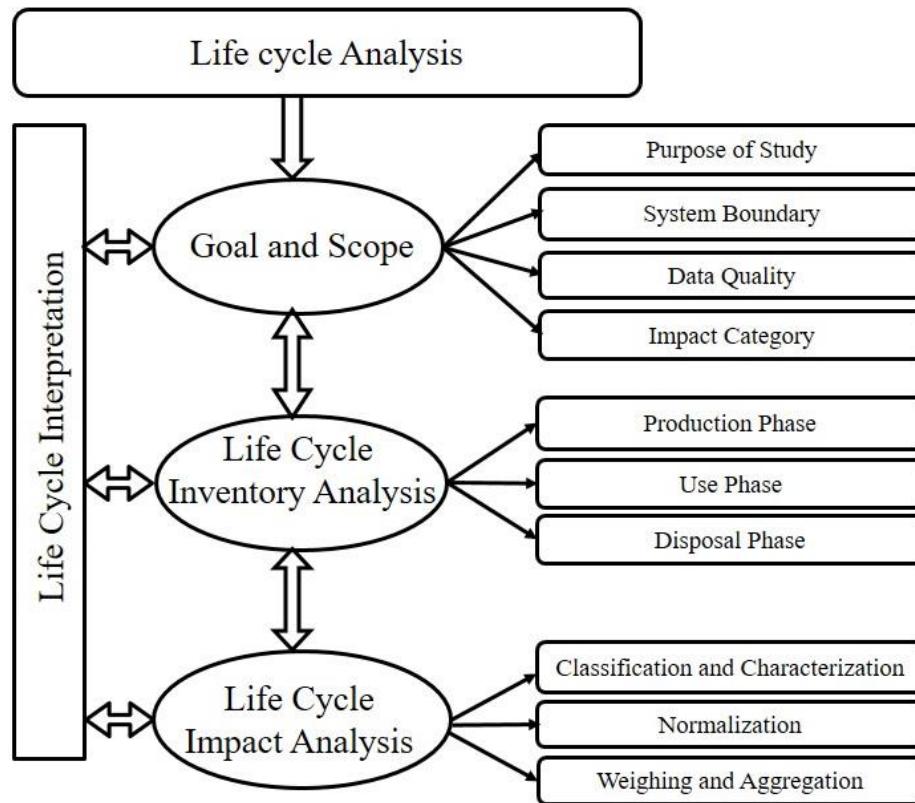 Life cycle Analysis
Life Cycle Interpretation
Goal and Scope
Purpose of Study
System Boundary
Data Quality
Impact Category
Life Cycle
Inventory Analysis
Production Phase
Use Phase
Disposal Phase
Life Cycle
Impact Analysis
Classification and Characterization
Normalization
Weighing and Aggregation